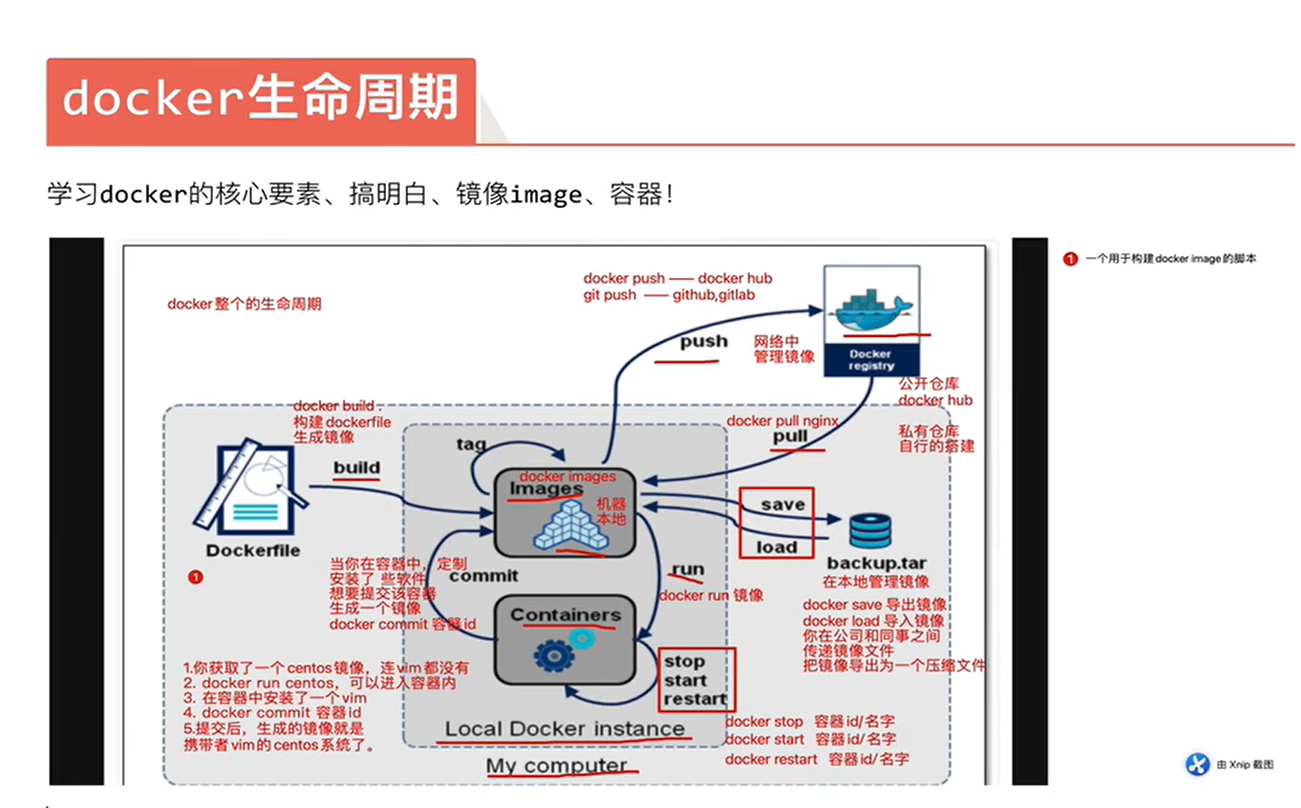 docker生命周期
学习docker的核心要素、搞明白、镜像image、容器！
docker整个的生命周期
docker push —— docker hub
git push —— github,gitlab
push
网络中
管理镜像
Docker
registry
公开仓库
docker hub
私有仓库
自行的搭建
docker build .
构建 dockerfile
生成镜像
build
Dockerfile
1
tag
docker images
Images
机器
本地
docker pull nginx
pull
save
load
backup.tar
在本地管理镜像
docker save 导出镜像
docker load 导入镜像
你在公司和同事之间
传递镜像文件
把镜像导出为一个压缩文件
当你在容器中，定制
安装了 些软件
想要提交该容器
生成一个镜像
docker commit 容器id
commit
run
docker run 镜像
Containers
stop
start
restart
docker stop 容器id/名字
docker start 容器id/名字
docker restart 容器id/名字
1.你获取了一个centos镜像，连vim都没有
2. docker run centos，可以进入容器内
3. 在容器中安装了一个vim
4. docker commit 容器id
5.提交后，生成的镜像就是
携带者vim的centos系统了。
Local Docker instance
My computer
1 一个用于构建docker image的脚本
由 Xnip 截图